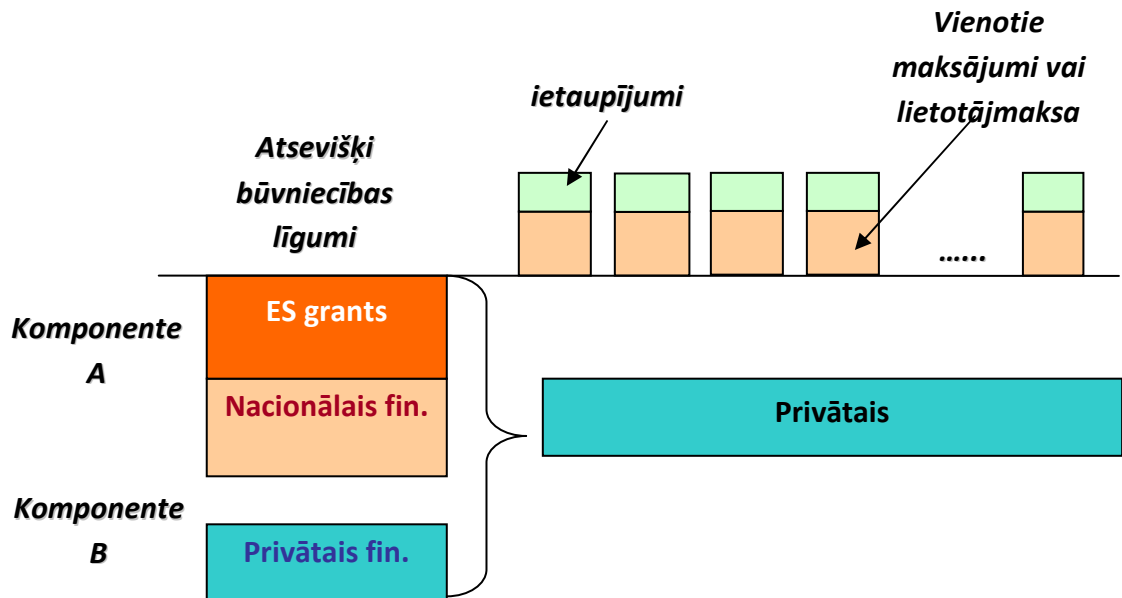 Vienotie
maksājumi vai
lietotājmaksa
ietaupījumi
Atsevišķi
būvniecības
līgumi
…...
Komponente
A
ES grants
Nacionālais fin.
Privātais
Komponente
B
Privātais fin.